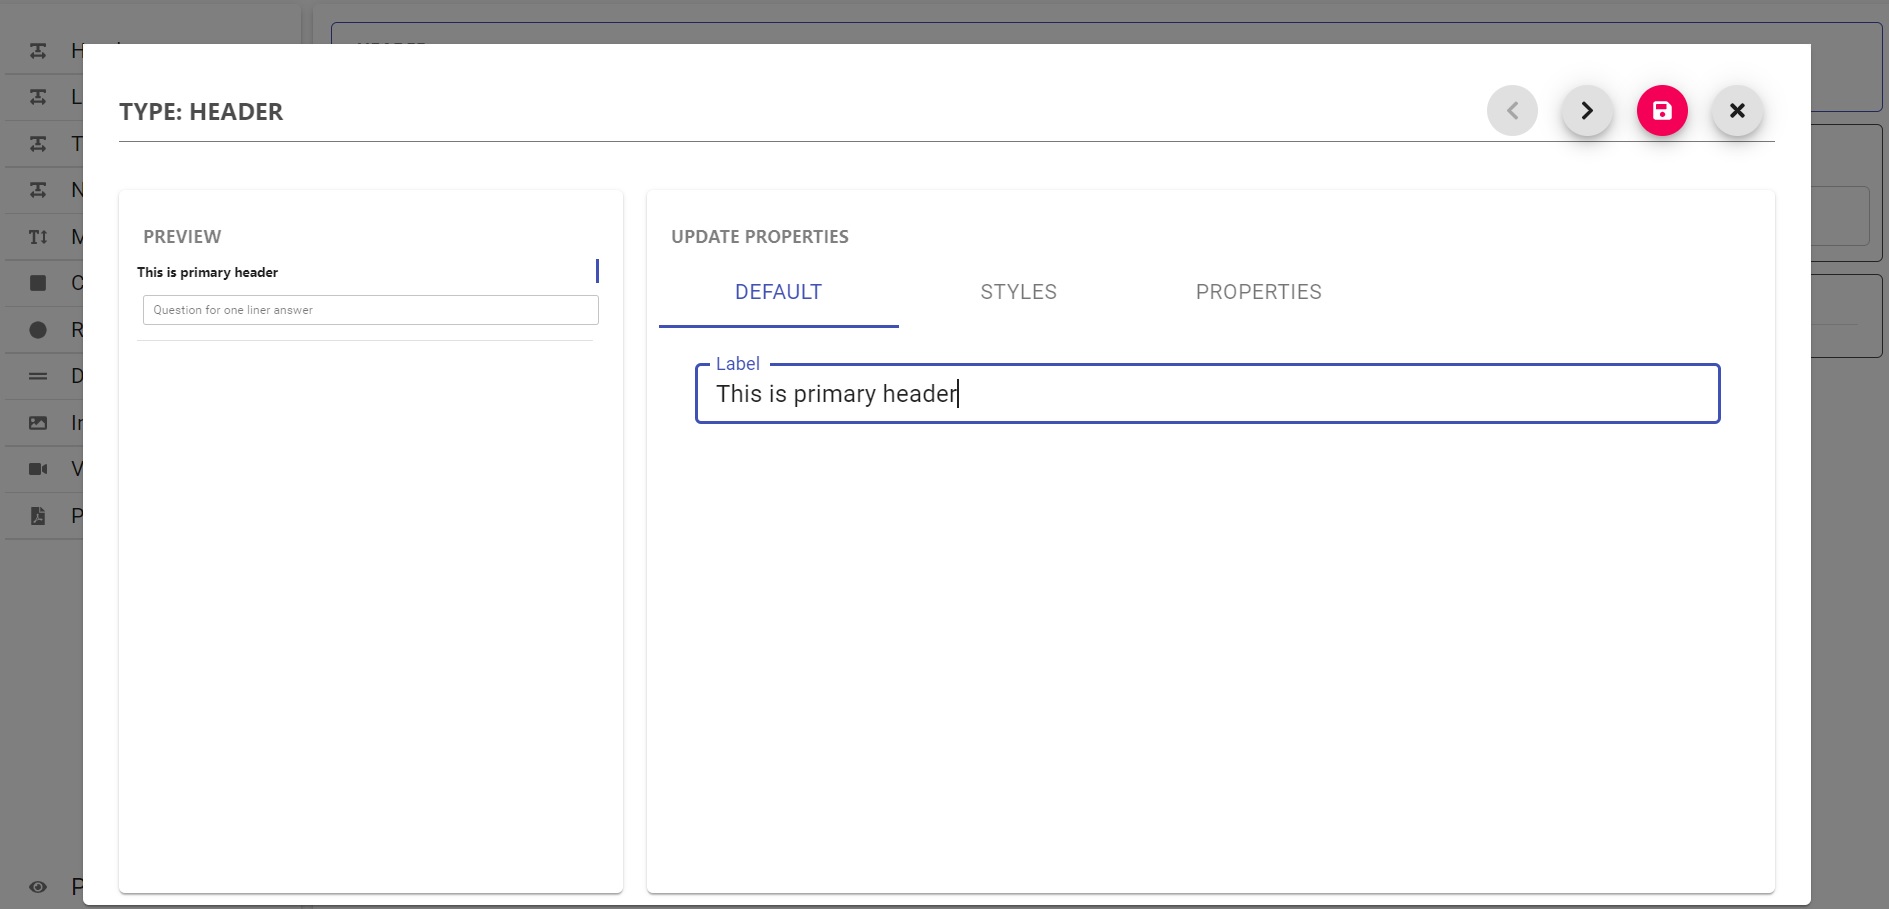 TYPE: HEADER
PREVIEW
This is primary header
Question for one liner answer
UPDATE PROPERTIES
DEFAULT
STYLES
PROPERTIES
Label
This is primary header